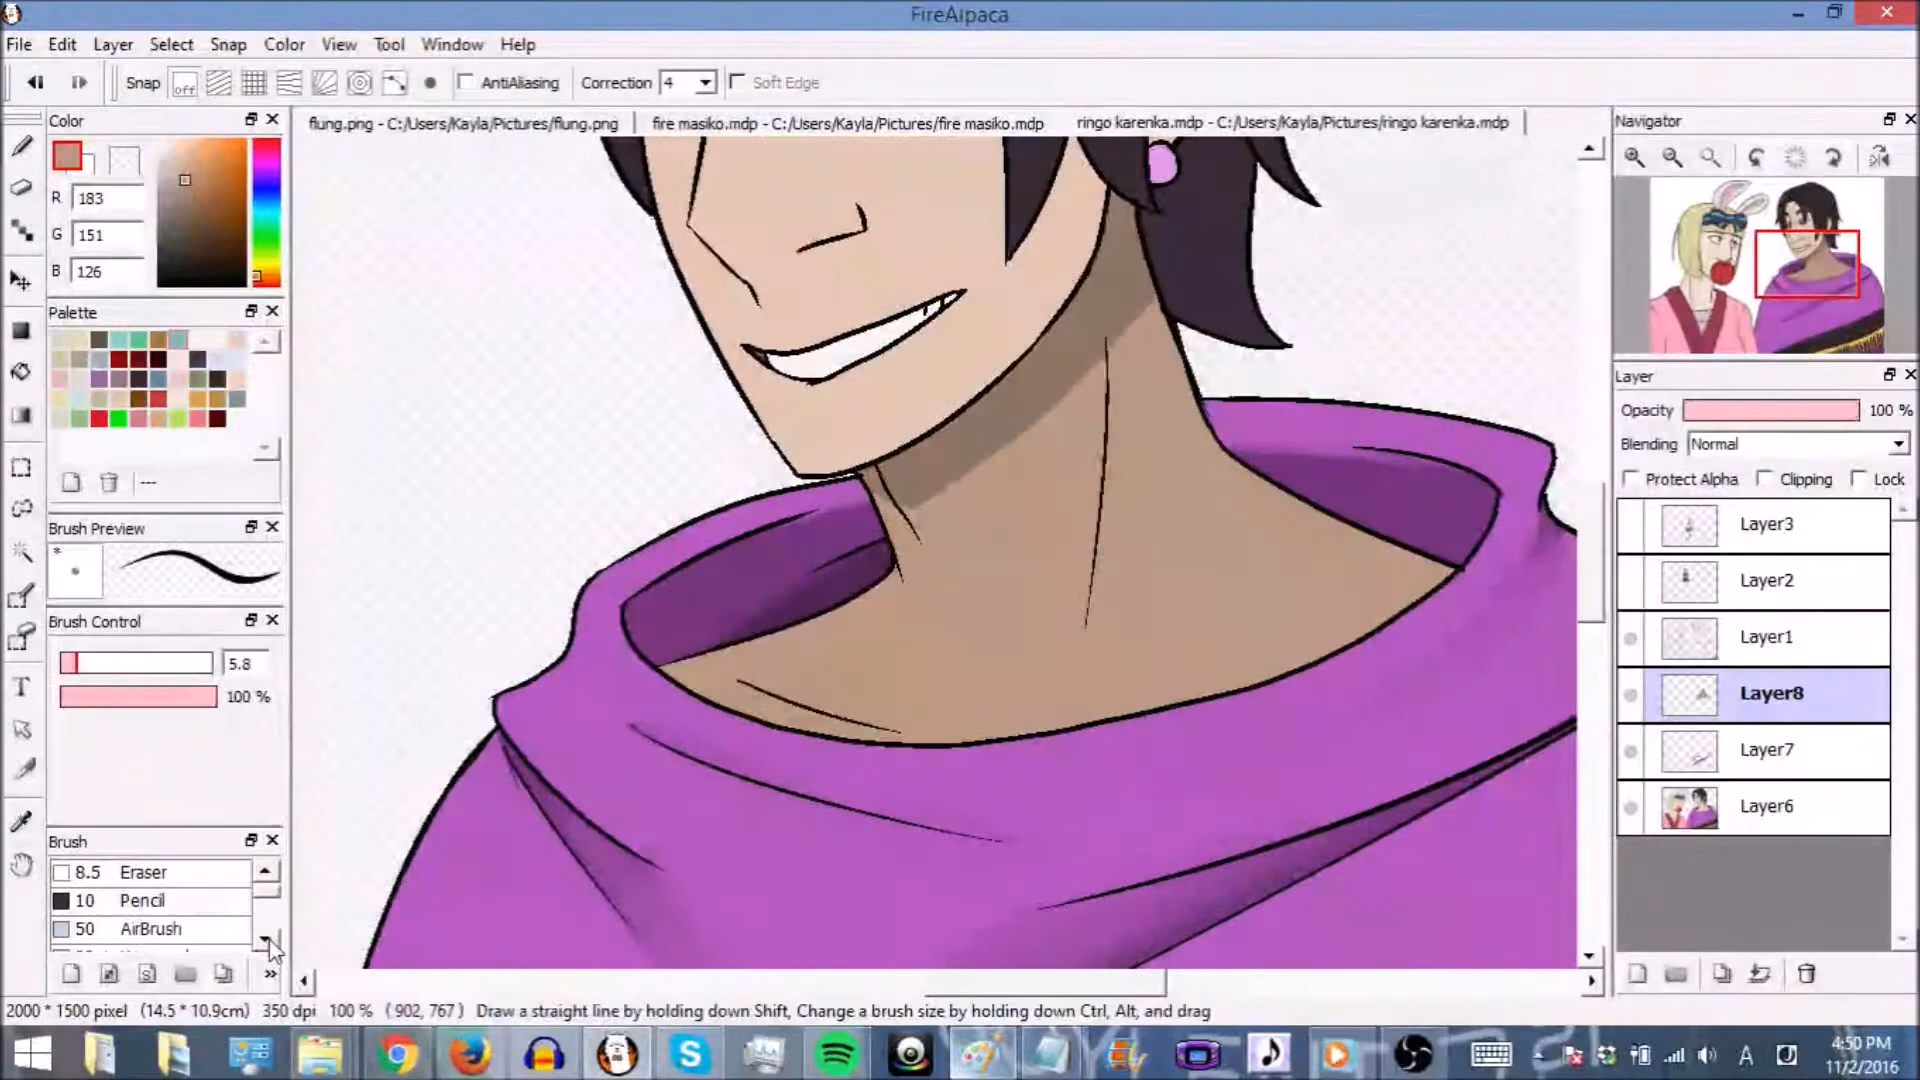 FireAlpaca
File Edit Layer Select Snap Color View Tool Window Help
Snap off AntiAliasing Correction 4 Soft Edge
Color
flung.png - C:/Users/Kayla/Pictures/flung.png
fire masiko.mdp - C:/Users/Kayla/Pictures/fire masiko.mdp
ringo karenka.mdp - C:/Users/Kayla/Pictures/ringo karenka.mdp
Navigator
R 183
G 151
B 126
Palette
---
Brush Preview
*
Brush Control
5.8
100 %
Brush
8.5 Eraser
10 Pencil
50 AirBrush
Layer
Opacity 100 %
Blending Normal
Protect Alpha Clipping Lock
Layer3
Layer2
Layer1
Layer8
Layer7
Layer6
2000 * 1500 pixel (14.5 * 10.9cm) 350 dpi 100 % ( 902, 767 ) Draw a straight line by holding down Shift, Change a brush size by holding down Ctrl, Alt, and drag
4:50 PM
11/2/2016